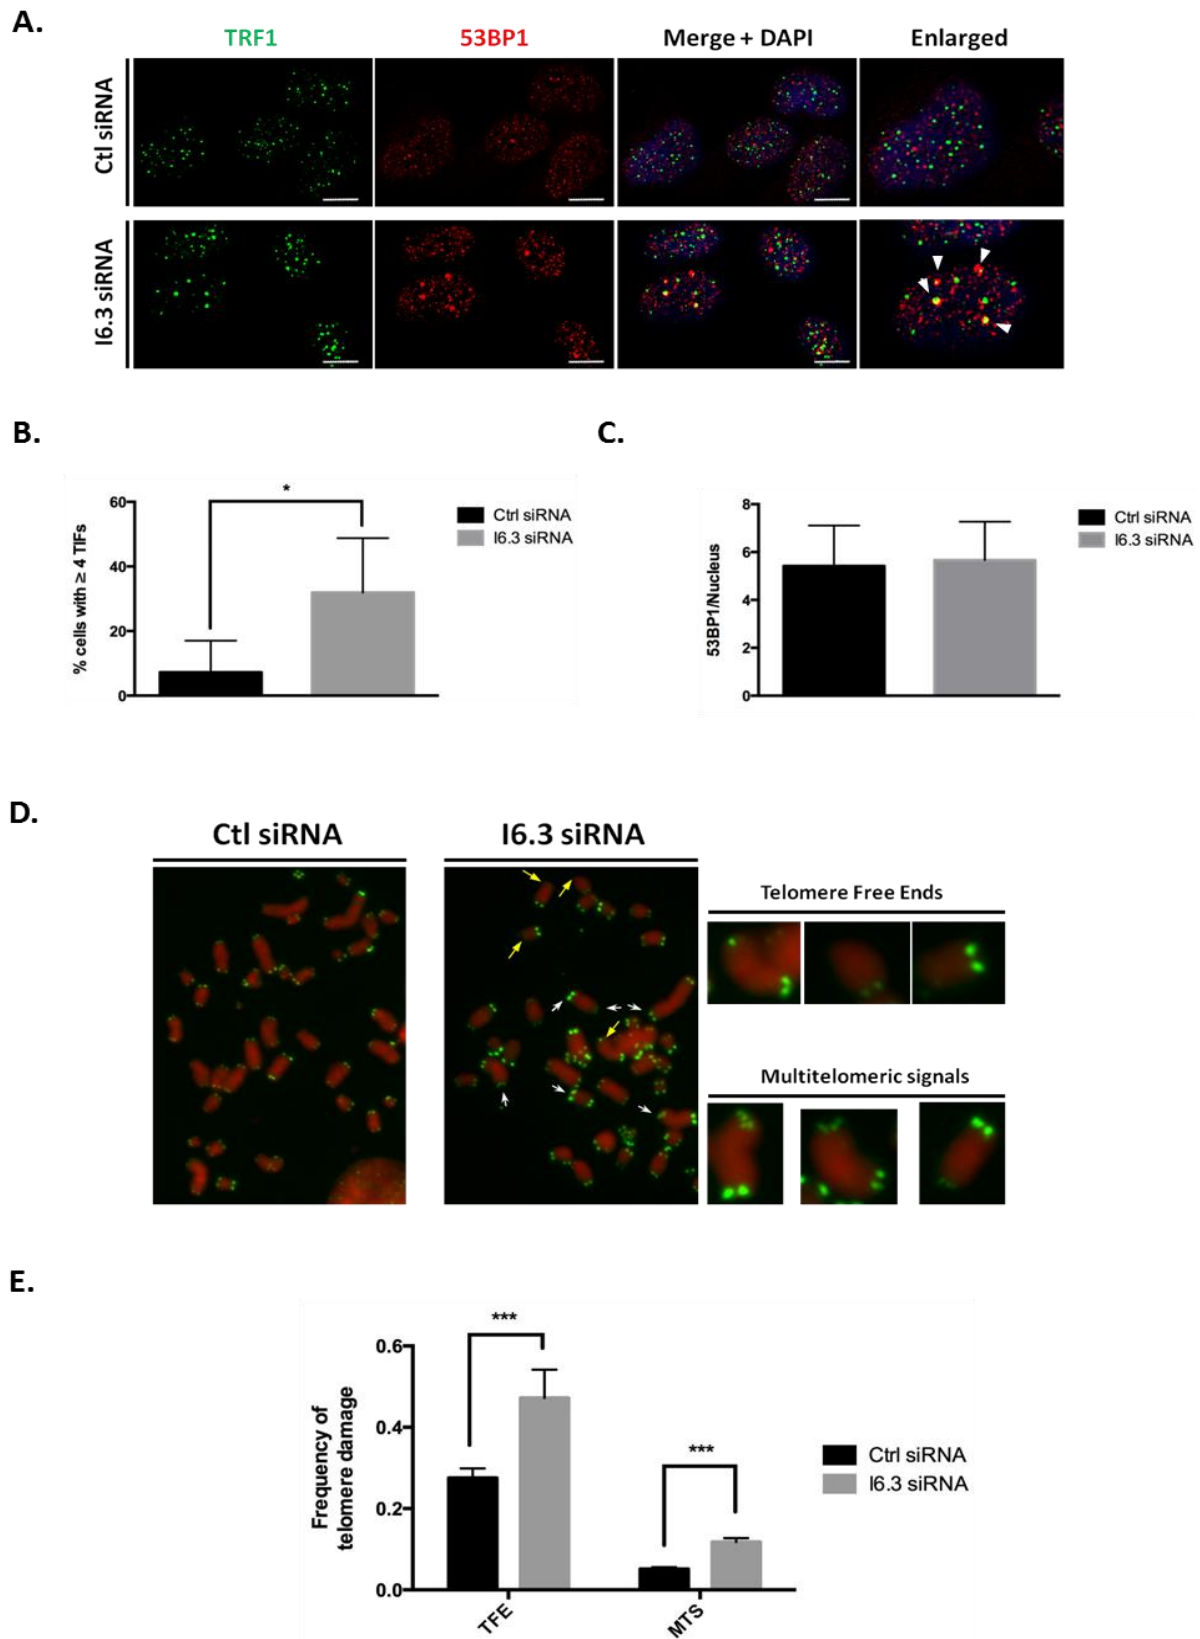 A.
TRF1 53BP1 Merge + DAPI Enlarged
Ctl siRNA
I6.3 siRNA
B.
C.
% cells with ≥ 4 TIFs
60
40
20
0
*
Ctrl siRNA
I6.3 siRNA
53BP1/Nucleus
8
6
4
2
0
Ctrl siRNA
I6.3 siRNA
D.
Ctl siRNA I6.3 siRNA
Telomere Free Ends
Multitelomeric signals
E.
Frequency of
telomere damage
0.6
0.4
0.2
0.0
***
***
Ctrl siRNA
I6.3 siRNA
TFE
MTS